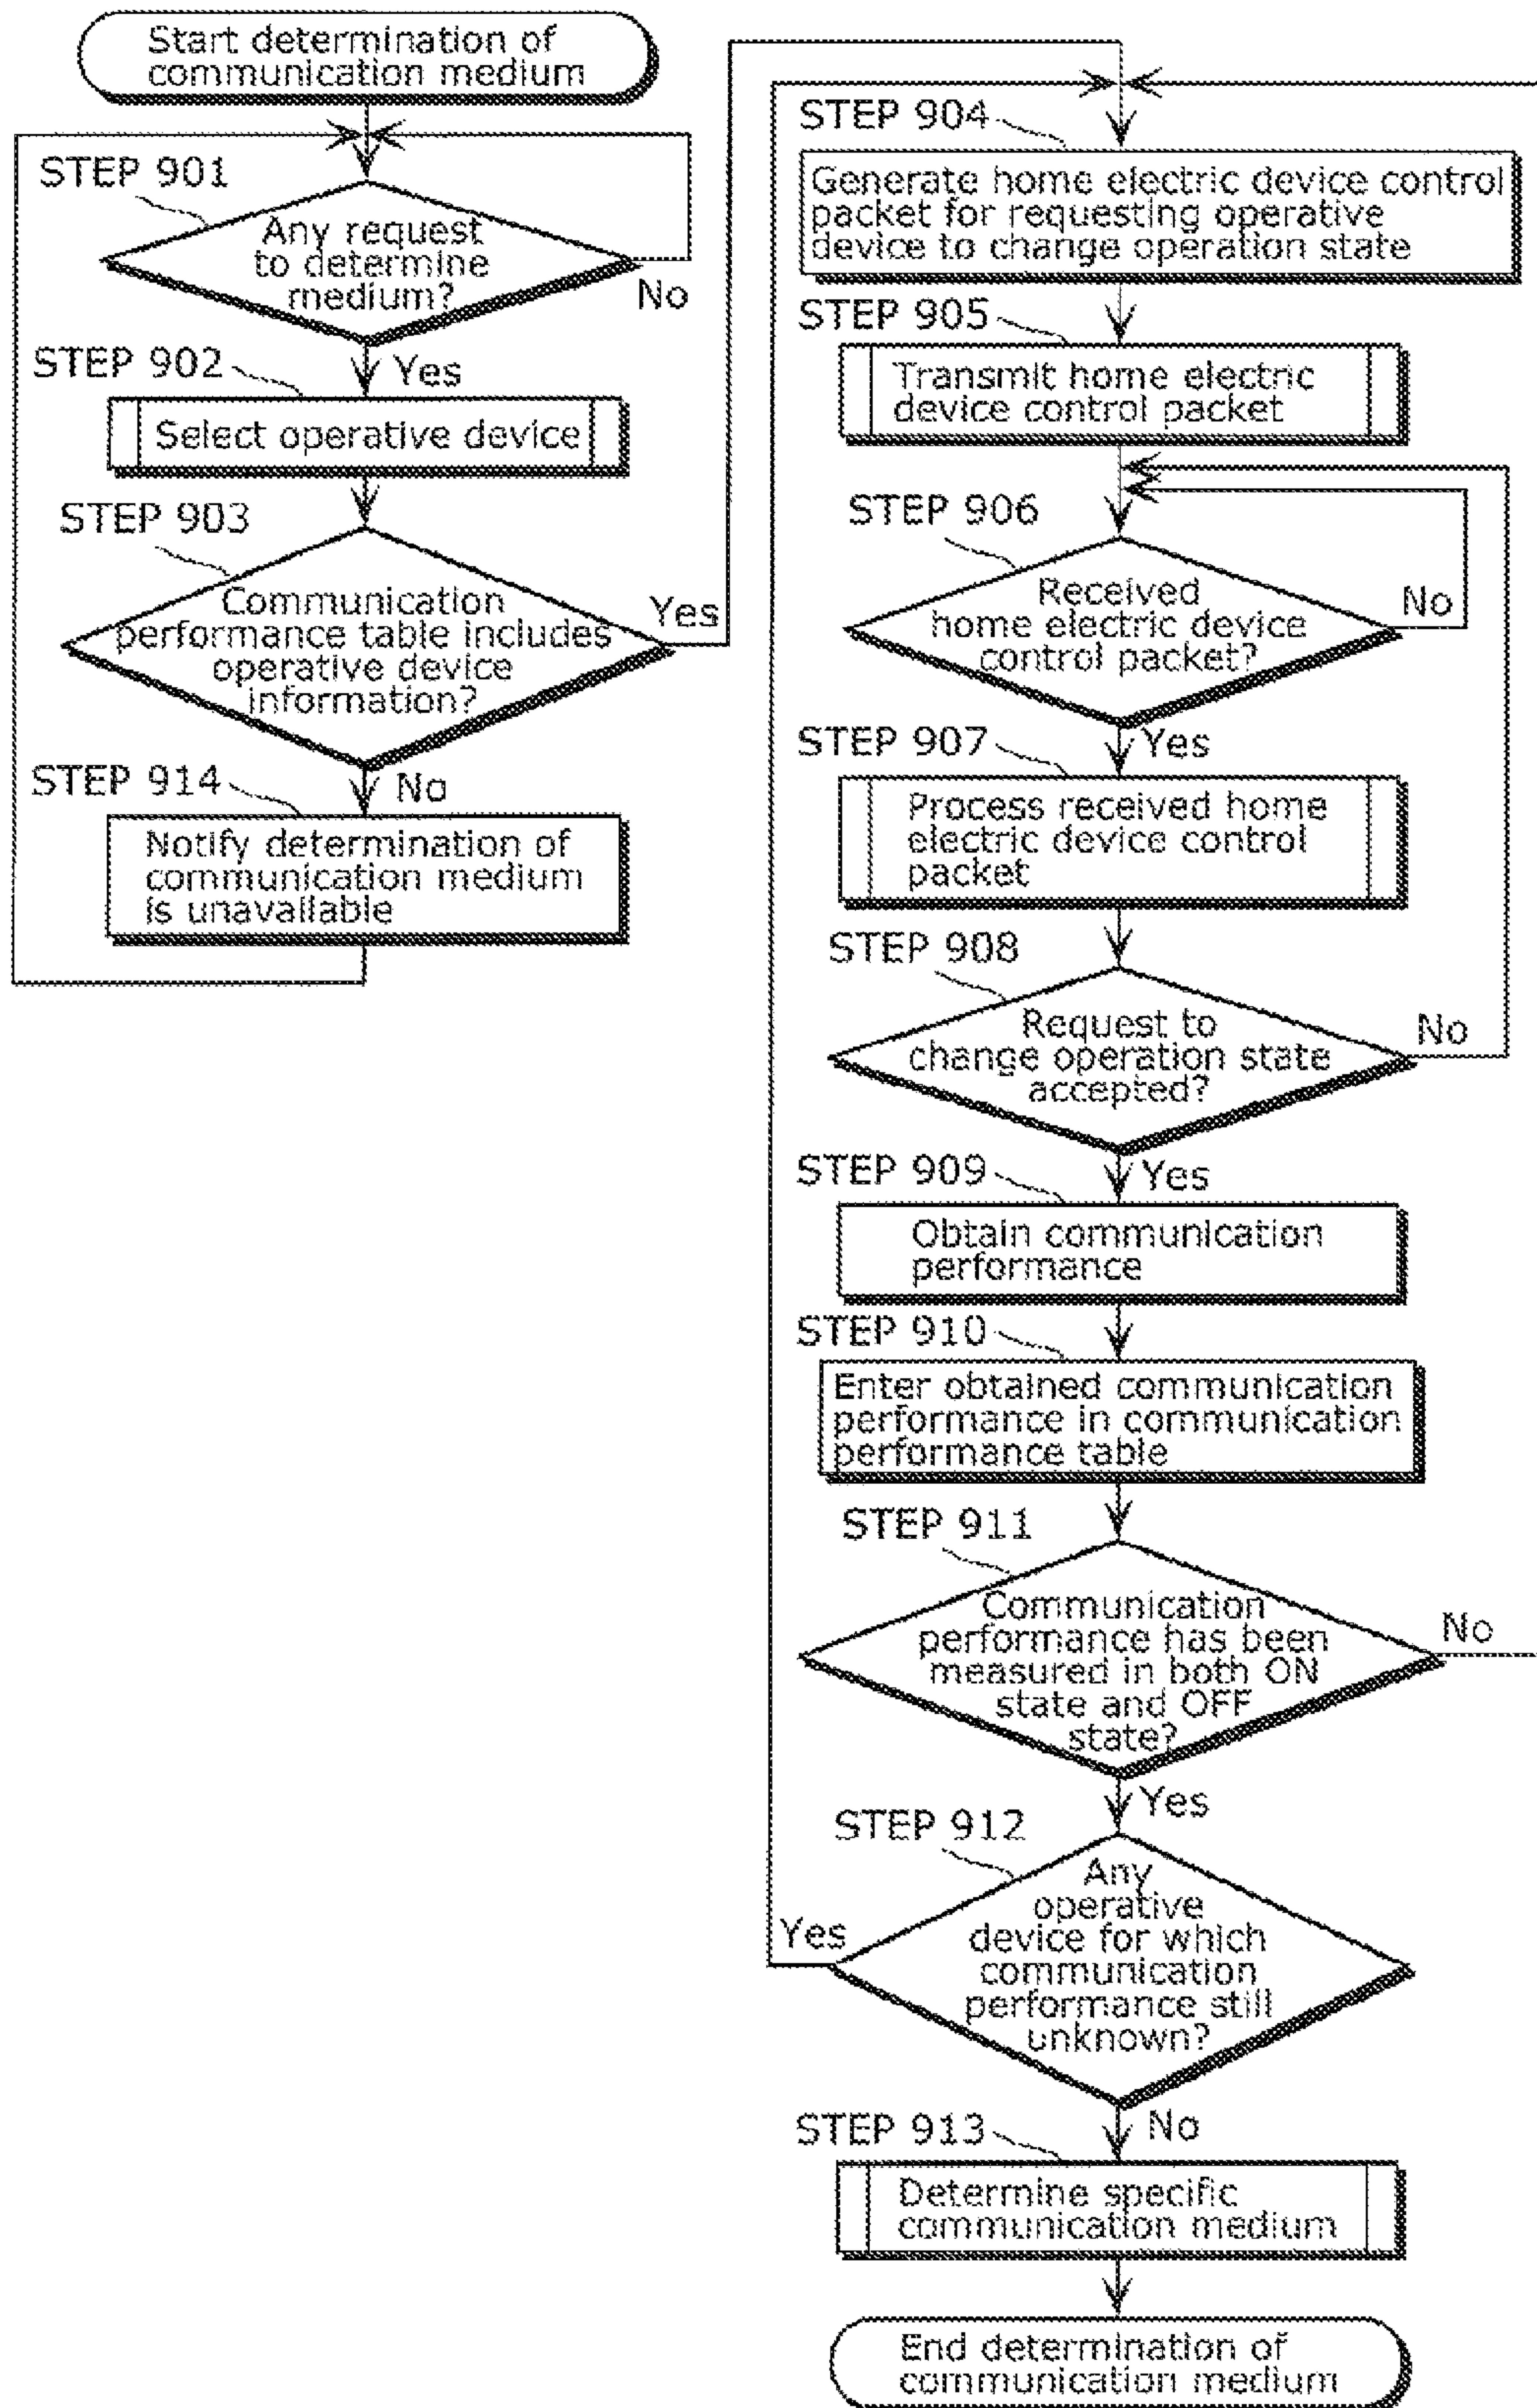 Start determination of
communication medium
STEP 901
Any request
to determine
medium?
No
Yes
STEP 902
Select operative device
STEP 903
Communication
performance table includes
operative device
information?
Yes
No
STEP 914
Notify determination of
communication medium
is unavailable
STEP 904
Generate home electric device control
packet for requesting operative
device to change operation state
STEP 905
Transmit home electric
device control packet
STEP 906
Received
home electric device
control packet?
No
Yes
STEP 907
Process received home
electric device control
packet
STEP 908
Request to
change operation state
accepted?
No
Yes
STEP 909
Obtain communication
performance
STEP 910
Enter obtained communication
performance in communication
performance table
STEP 911
Communication
performance has been
measured in both ON
state and OFF
state?
No
Yes
STEP 912
Any
operative
device for which
communication
performance still
unknown?
Yes
No
STEP 913
Determine specific
communication medium
End determination of
communication medium